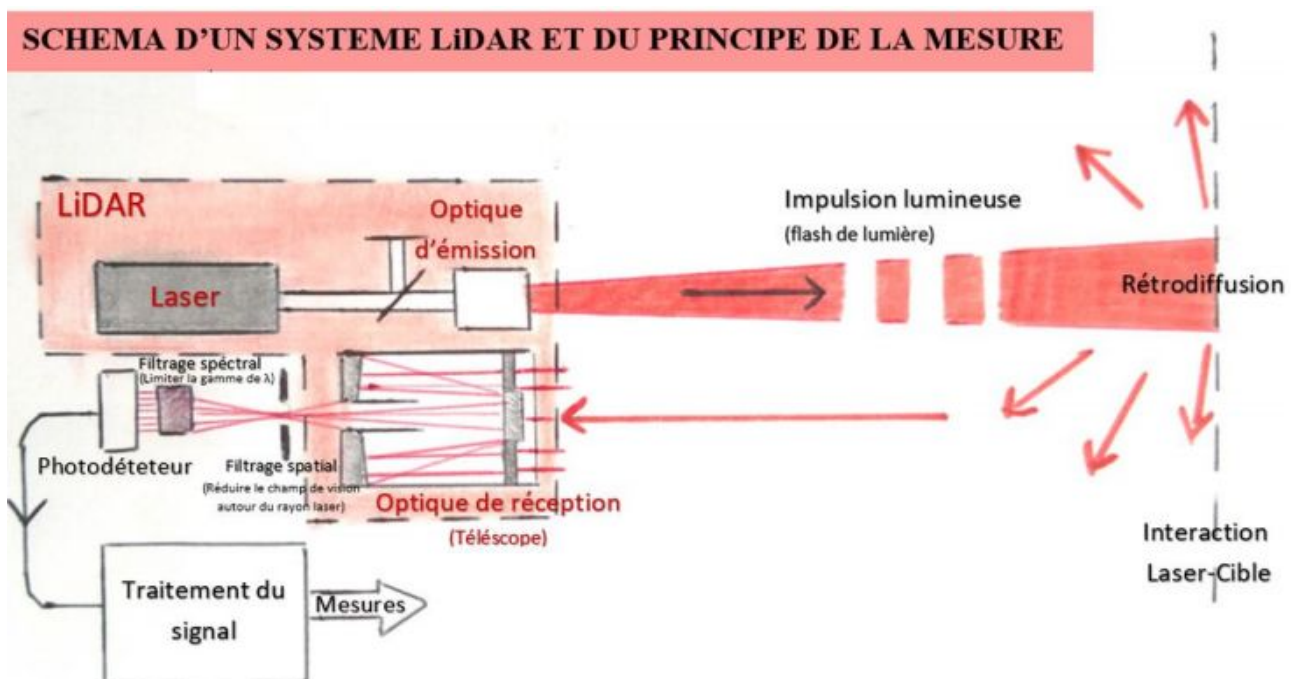 SCHEMA D'UN SYSTEME LiDAR ET DU PRINCIPE DE LA MESURE
LiDAR
Optique
d'émission
Laser
Impulsion lumineuse
(flash de lumière)
Rétrodiffusion
Filtrage spéctral
(Limiter la gamme de λ)
Photodéteteur
Filtrage spatial
(Réduire le champ de vision
autour du rayon laser)
Optique de réception
(Téléscope)
Interaction
Laser-Cible
Traitement du
signal
Mesures